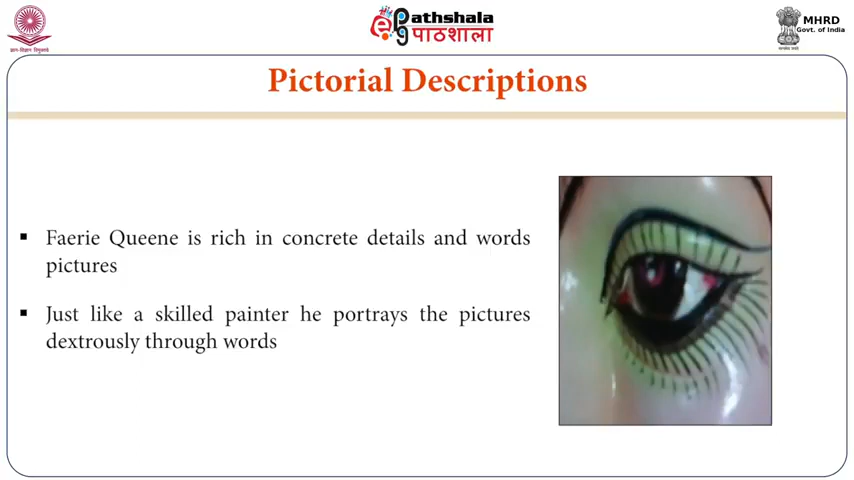 ePathshala
पाठशाला
MHRD
Govt. of India
Pictorial Descriptions
▪ Faerie Queene is rich in concrete details and words
pictures
▪ Just like a skilled painter he portrays the pictures
dextrously through words